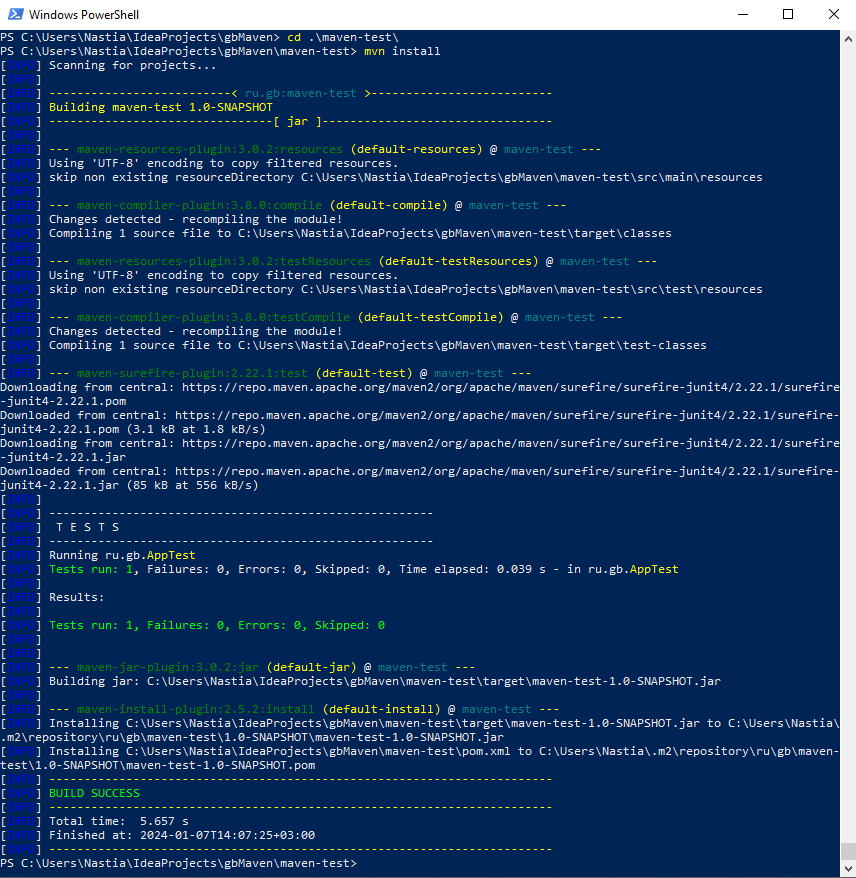 Windows PowerShell
PS C:\Users\Nastia\IdeaProjects\gbMaven> cd .\maven-test\
PS C:\Users\Nastia\IdeaProjects\gbMaven\maven-test> mvn install
[INFO] Scanning for projects...
[INFO]
[INFO] --------------------------< ru.gb:maven-test >--------------------------
[INFO] Building maven-test 1.0-SNAPSHOT
[INFO] --------------------------------[ jar ]---------------------------------
[INFO]
[INFO] --- maven-resources-plugin:3.0.2:resources (default-resources) @ maven-test ---
[INFO] Using 'UTF-8' encoding to copy filtered resources.
[INFO] skip non existing resourceDirectory C:\Users\Nastia\IdeaProjects\gbMaven\maven-test\src\main\resources
[INFO]
[INFO] --- maven-compiler-plugin:3.8.0:compile (default-compile) @ maven-test ---
[INFO] Changes detected - recompiling the module!
[INFO] Compiling 1 source file to C:\Users\Nastia\IdeaProjects\gbMaven\maven-test\target\classes
[INFO]
[INFO] --- maven-resources-plugin:3.0.2:testResources (default-testResources) @ maven-test ---
[INFO] Using 'UTF-8' encoding to copy filtered resources.
[INFO] skip non existing resourceDirectory C:\Users\Nastia\IdeaProjects\gbMaven\maven-test\src\test\resources
[INFO]
[INFO] --- maven-compiler-plugin:3.8.0:testCompile (default-testCompile) @ maven-test ---
[INFO] Changes detected - recompiling the module!
[INFO] Compiling 1 source file to C:\Users\Nastia\IdeaProjects\gbMaven\maven-test\target\test-classes
[INFO]
[INFO] --- maven-surefire-plugin:2.22.1:test (default-test) @ maven-test ---
Downloading from central: https://repo.maven.apache.org/maven2/org/apache/maven/surefire/surefire-junit4/2.22.1/surefire
-junit4-2.22.1.pom
Downloaded from central: https://repo.maven.apache.org/maven2/org/apache/maven/surefire/surefire-junit4/2.22.1/surefire-
junit4-2.22.1.pom (3.1 kB at 1.8 kB/s)
Downloading from central: https://repo.maven.apache.org/maven2/org/apache/maven/surefire/surefire-junit4/2.22.1/surefire
-junit4-2.22.1.jar
Downloaded from central: https://repo.maven.apache.org/maven2/org/apache/maven/surefire/surefire-junit4/2.22.1/surefire-
junit4-2.22.1.jar (85 kB at 556 kB/s)
[INFO]
[INFO] -------------------------------------------------------
[INFO]  T E S T S
[INFO] -------------------------------------------------------
[INFO] Running ru.gb.AppTest
[INFO] Tests run: 1, Failures: 0, Errors: 0, Skipped: 0, Time elapsed: 0.039 s - in ru.gb.AppTest
[INFO]
[INFO] Results:
[INFO]
[INFO] Tests run: 1, Failures: 0, Errors: 0, Skipped: 0
[INFO]
[INFO]
[INFO] --- maven-jar-plugin:3.0.2:jar (default-jar) @ maven-test ---
[INFO] Building jar: C:\Users\Nastia\IdeaProjects\gbMaven\maven-test\target\maven-test-1.0-SNAPSHOT.jar
[INFO]
[INFO] --- maven-install-plugin:2.5.2:install (default-install) @ maven-test ---
[INFO] Installing C:\Users\Nastia\IdeaProjects\gbMaven\maven-test\target\maven-test-1.0-SNAPSHOT.jar to C:\Users\Nastia\
.m2\repository\ru\gb\maven-test\1.0-SNAPSHOT\maven-test-1.0-SNAPSHOT.jar
[INFO] Installing C:\Users\Nastia\IdeaProjects\gbMaven\maven-test\pom.xml to C:\Users\Nastia\.m2\repository\ru\gb\maven-
test\1.0-SNAPSHOT\maven-test-1.0-SNAPSHOT.pom
[INFO] ------------------------------------------------------------------------
[INFO] BUILD SUCCESS
[INFO] ------------------------------------------------------------------------
[INFO] Total time:  5.657 s
[INFO] Finished at: 2024-01-07T14:07:25+03:00
[INFO] ------------------------------------------------------------------------
PS C:\Users\Nastia\IdeaProjects\gbMaven\maven-test>